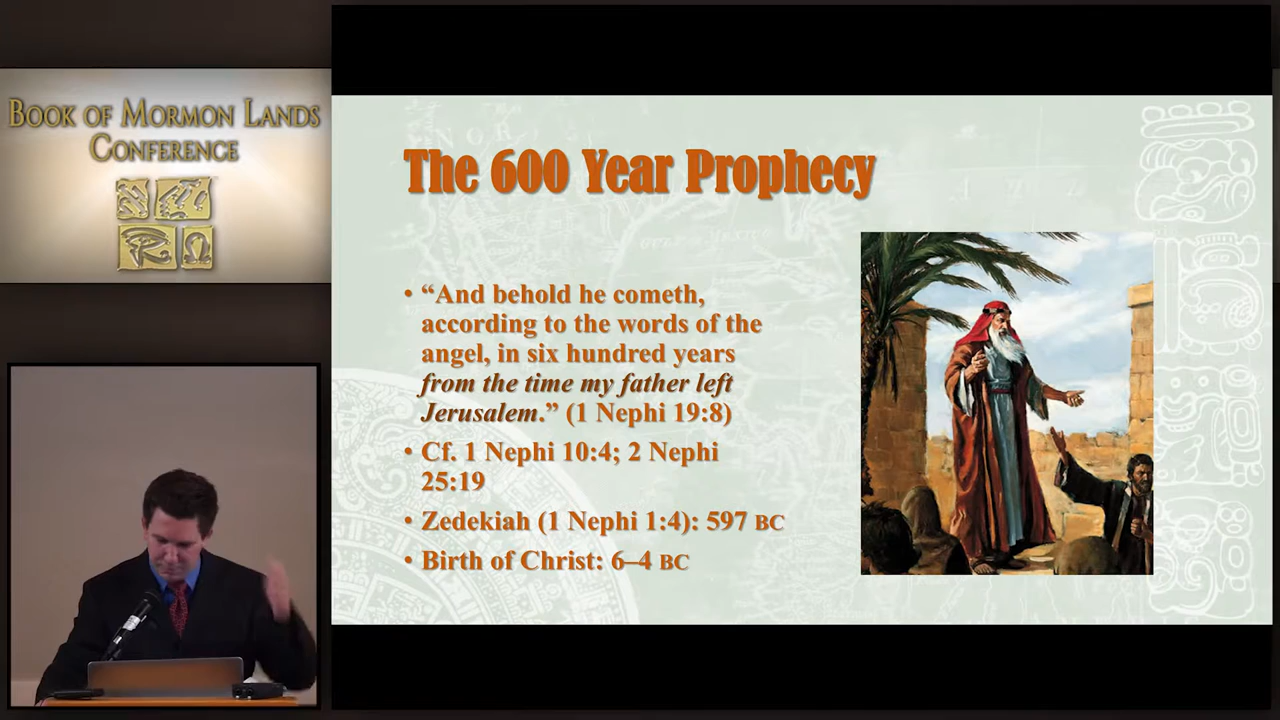 BOOK OF MORMON LANDS
CONFERENCE
The 600 Year Prophecy
• “And behold he cometh,
according to the words of the
angel, in six hundred years
from the time my father left
Jerusalem.” (1 Nephi 19:8)
• Cf. 1 Nephi 10:4; 2 Nephi
25:19
• Zedekiah (1 Nephi 1:4): 597 BC
• Birth of Christ: 6–4 BC